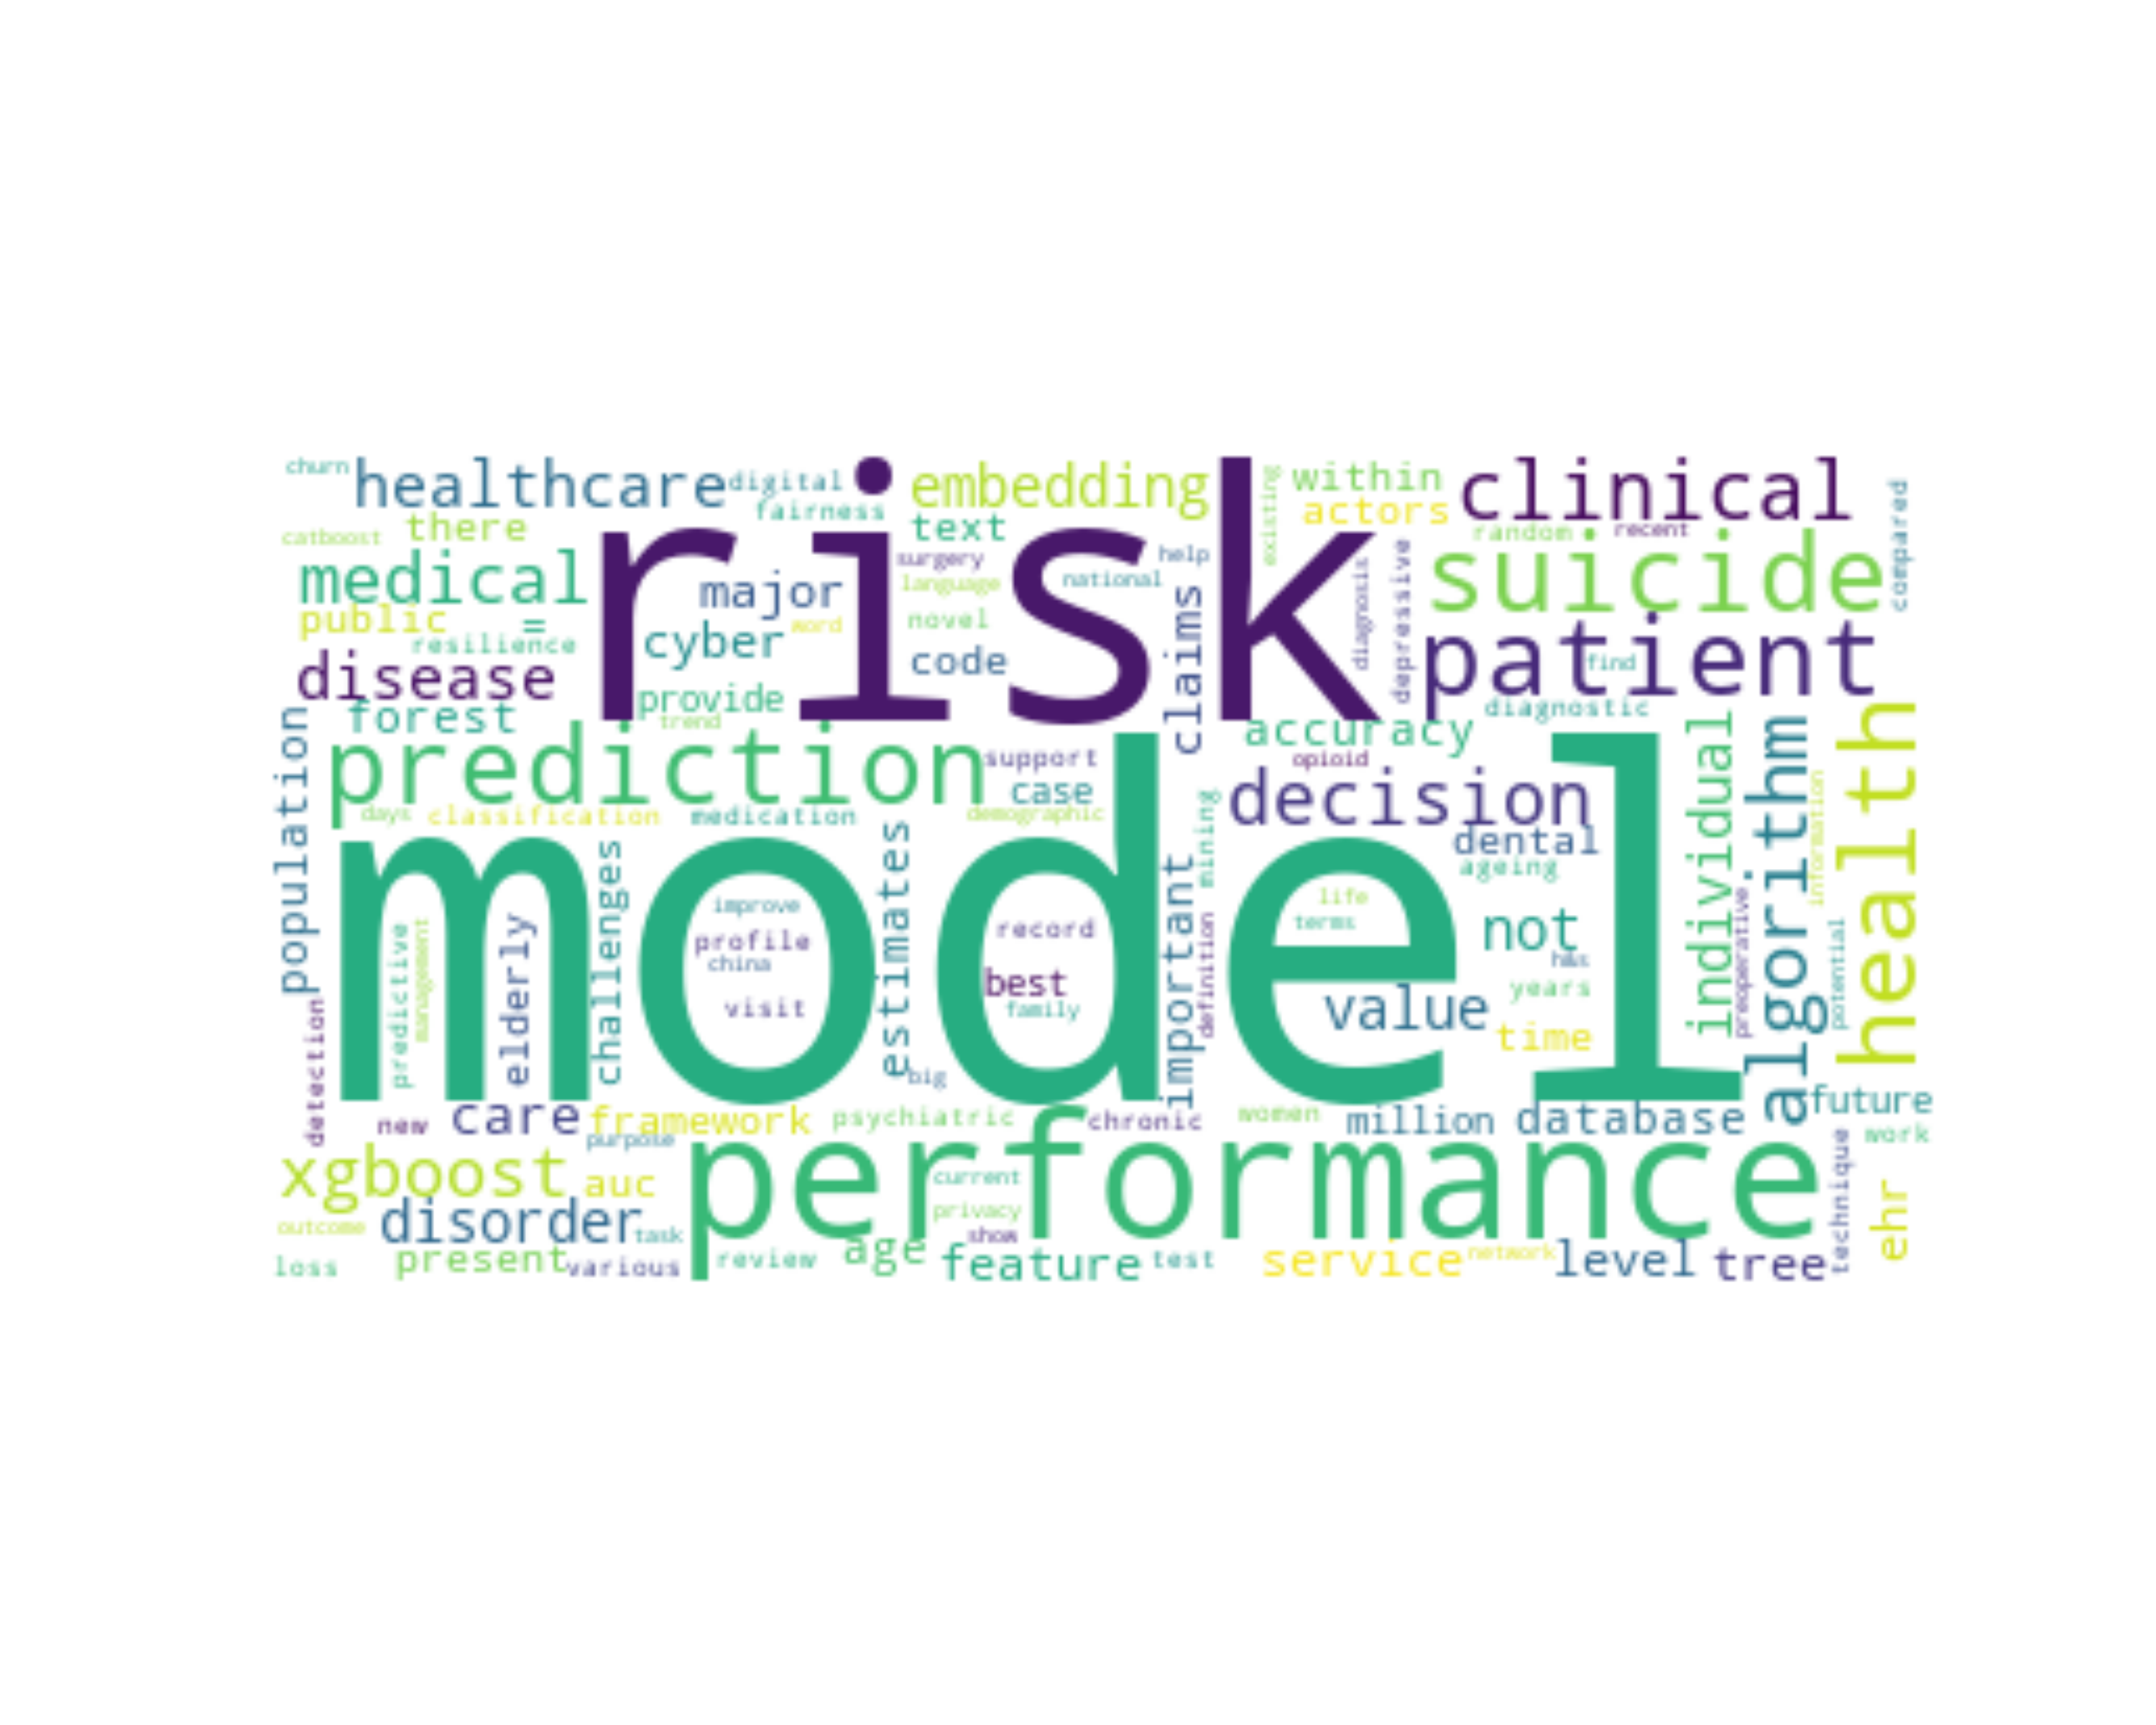 churn
healthcare
digital
risk
embedding
existing
within
clinical
compared
catboost
there
fairness
text
actors
random
recent
medical
major
surgery
language
help
national
claims
diagnosis
depressive
suicide
public
=
resilience
cyber
word
novel
code
patient
find
disease
forest
provide
trend
accuracy
diagnostic
population
prediction
support
case
opioid
decision
individual
algorithm
health
information
days
classification
medication
demographic
mining
dental
ageing
model
predictive
management
elderly
challenges
improve
profile
china
visit
estimates
record
best
family
important
definition
life
terms
not
value
years
time
preoperative
potential
detection
big
new
care
framework
purpose
psychiatric
chronic
women
million
database
future
work
xgboost
auc
performance
current
privacy
show
technique
ehr
outcome
disorder
task
loss
present
various
review
age
feature
test
service
network
level
tree